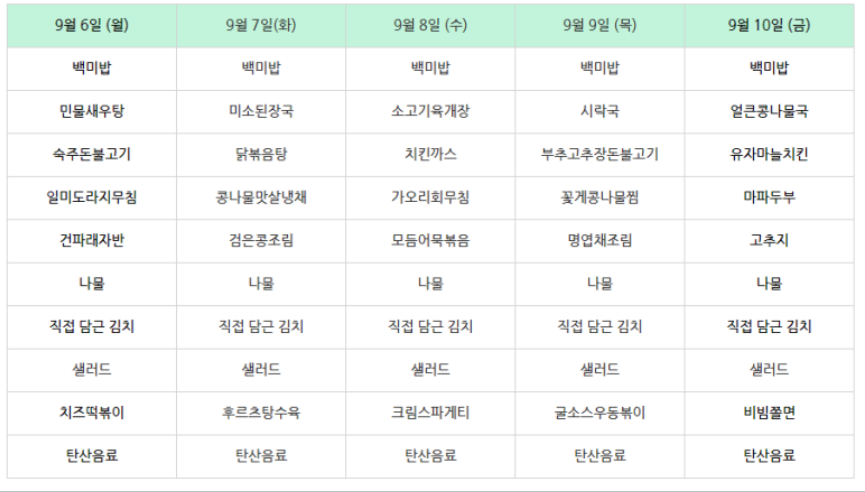 9월 6일 (월) 9월 7일(화) 9월 8일 (수) 9월 9일 (목) 9월 10일 (금)
백미밥 백미밥 백미밥 백미밥 백미밥
민물새우탕 미소된장국 소고기육개장 시락국 얼큰콩나물국
숙주돈불고기 닭볶음탕 치킨까스 부추고추장돈불고기 유자마늘치킨
일미도라지무침 콩나물맛살냉채 가오리회무침 꽃게콩나물찜 마파두부
건파래자반 검은콩조림 모듬어묵볶음 명엽채조림 고추지
나물 나물 나물 나물 나물
직접 담근 김치 직접 담근 김치 직접 담근 김치 직접 담근 김치 직접 담근 김치
샐러드 샐러드 샐러드 샐러드 샐러드
치즈떡볶이 후르츠탕수육 크림스파게티 굴소스우동볶이 비빔쫄면
탄산음료 탄산음료 탄산음료 탄산음료 탄산음료